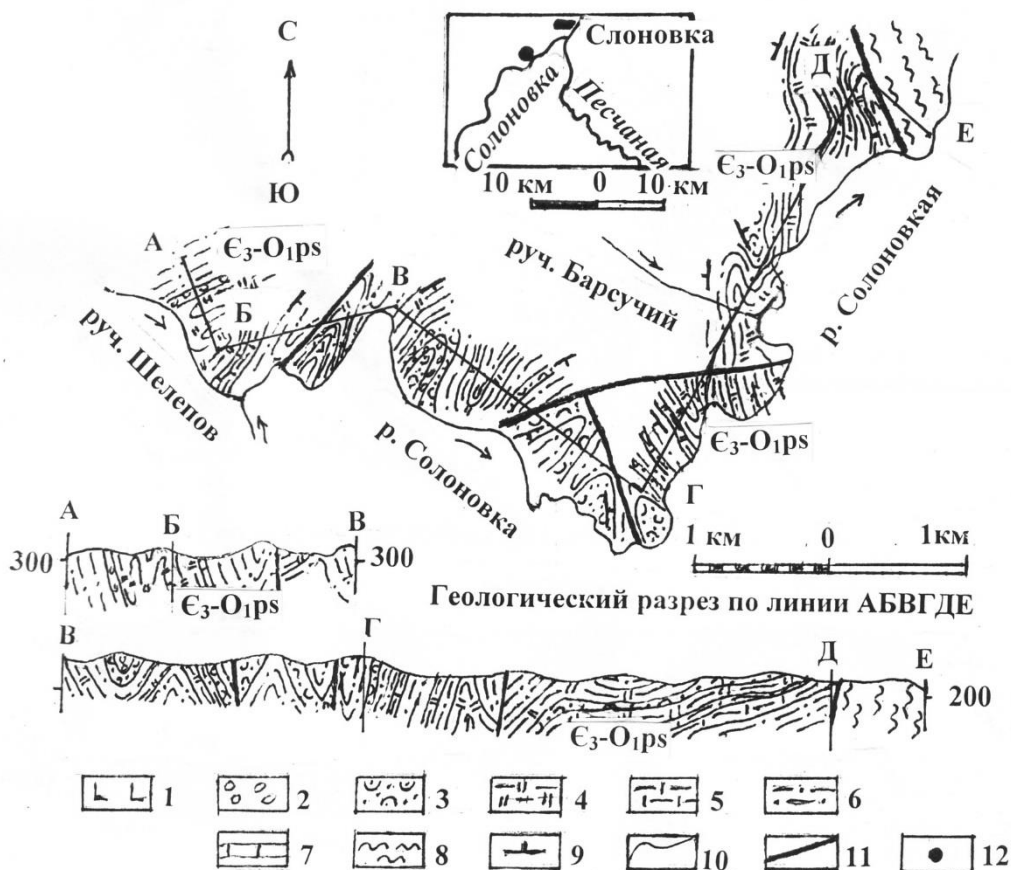 С
Ю
Слоновка
Солоновка
Песчаная
10 км 0 10 км
А
Є₃-О₁ps
Б
В
руч. Шелепов
р. Солоновка
руч. Барсучий
Є₃-О₁ps
Д
Е
р. Солоновкая
Є₃-О₁ps
Г
1 км 0 1км
А Б В
300 300
Є₃-О₁ps
Геологический разрез по линии АБВГДЕ
В Г Д Е
200
Є₃-О₁ps
1 2 3 4 5 6
7 8 9 10 11 12